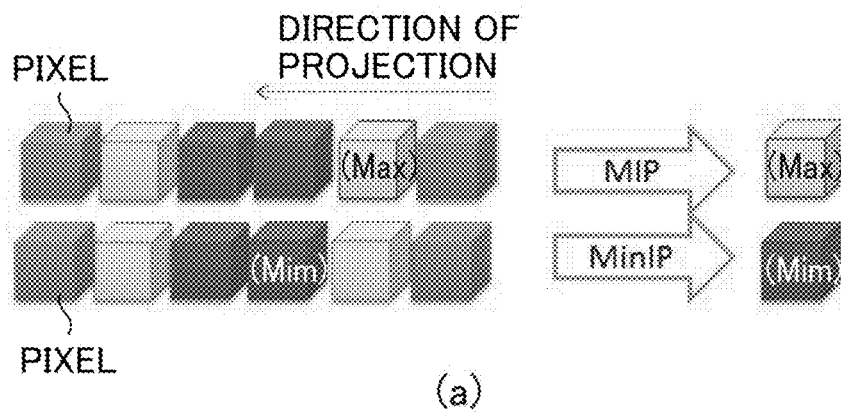 DIRECTION OF
PROJECTION
PIXEL
(Max)
MIP
(Max)
(Mim)
MinIP
(Mim)
PIXEL
(a)